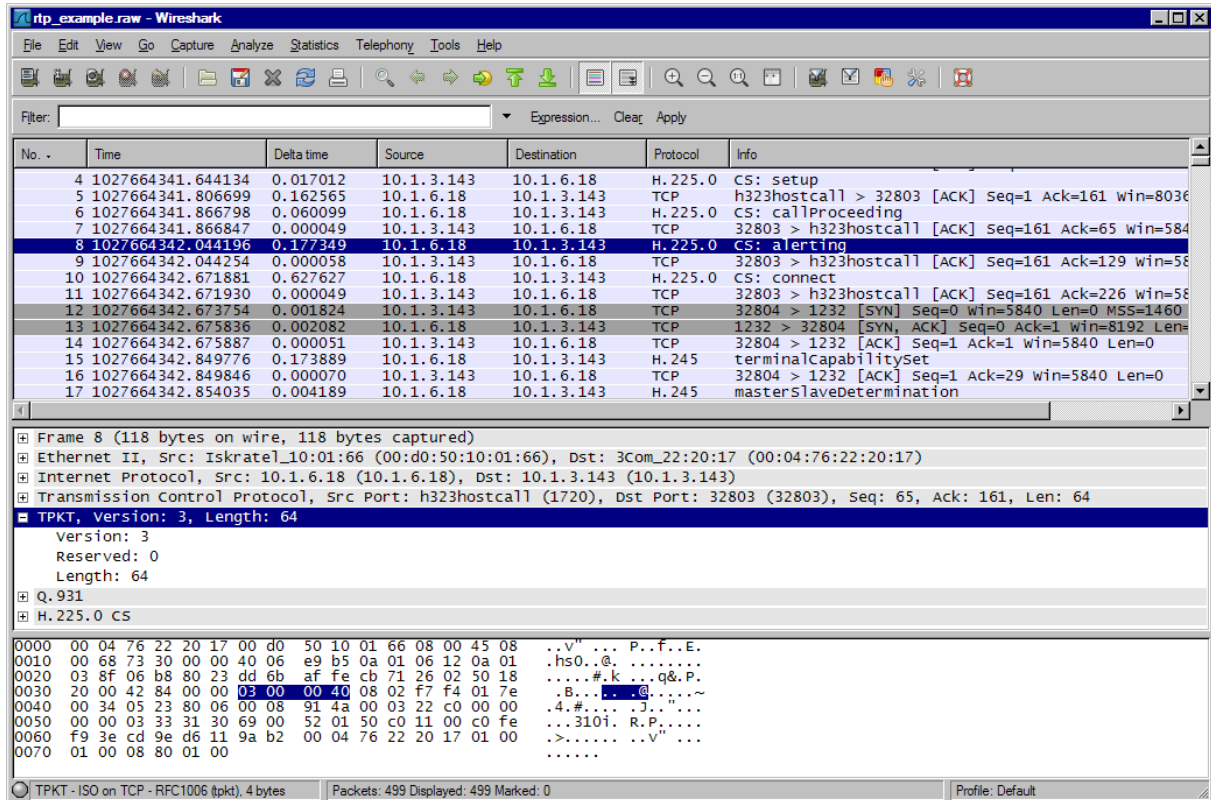 rtp_example.raw - Wireshark
File Edit View Go Capture Analyze Statistics Telephony Tools Help
Filter: Expression... Clear Apply
No. Time Delta time Source Destination Protocol Info
4 1027664341.644134 0.017012 10.1.3.143 10.1.6.18 H.225.0 CS: setup
5 1027664341.806699 0.162565 10.1.6.18 10.1.3.143 TCP h323hostcall > 32803 [ACK] Seq=1 Ack=161 Win=8036
6 1027664341.866798 0.060099 10.1.6.18 10.1.3.143 H.225.0 CS: callProceeding
7 1027664341.866847 0.000049 10.1.3.143 10.1.6.18 TCP 32803 > h323hostcall [ACK] Seq=161 Ack=65 Win=584
8 1027664342.044196 0.177349 10.1.6.18 10.1.3.143 H.225.0 CS: alerting
9 1027664342.044254 0.000058 10.1.3.143 10.1.6.18 TCP 32803 > h323hostcall [ACK] Seq=161 Ack=129 Win=58
10 1027664342.671881 0.627627 10.1.6.18 10.1.3.143 H.225.0 CS: connect
11 1027664342.671930 0.000049 10.1.3.143 10.1.6.18 TCP 32803 > h323hostcall [ACK] Seq=161 Ack=226 Win=58
12 1027664342.673754 0.001824 10.1.3.143 10.1.6.18 TCP 32804 > 1232 [SYN] Seq=0 Win=5840 Len=0 MSS=1460
13 1027664342.675836 0.002082 10.1.6.18 10.1.3.143 TCP 1232 > 32804 [SYN, ACK] Seq=0 Ack=1 Win=8192 Len=
14 1027664342.675887 0.000051 10.1.3.143 10.1.6.18 TCP 32804 > 1232 [ACK] Seq=1 Ack=1 Win=5840 Len=0
15 1027664342.849776 0.173889 10.1.6.18 10.1.3.143 H.245 terminalCapabilitySet
16 1027664342.849846 0.000070 10.1.3.143 10.1.6.18 TCP 32804 > 1232 [ACK] Seq=1 Ack=29 Win=5840 Len=0
17 1027664342.854035 0.004189 10.1.6.18 10.1.3.143 H.245 masterSlaveDetermination
Frame 8 (118 bytes on wire, 118 bytes captured)
Ethernet II, Src: Iskratel_10:01:66 (00:d0:50:10:01:66), Dst: 3Com_22:20:17 (00:04:76:22:20:17)
Internet Protocol, Src: 10.1.6.18 (10.1.6.18), Dst: 10.1.3.143 (10.1.3.143)
Transmission Control Protocol, Src Port: h323hostcall (1720), Dst Port: 32803 (32803), Seq: 65, Ack: 161, Len: 64
TPKT, Version: 3, Length: 64
Version: 3
Reserved: 0
Length: 64
Q.931
H.225.0 CS
0000 00 04 76 22 20 17 00 d0 50 10 01 66 08 00 45 08 ..v" ... P..f..E.
0010 00 68 73 30 00 00 40 06 e9 b5 0a 01 06 12 0a 01 .hs0..@. ........
0020 03 8f 06 b8 80 23 dd 6b af fe cb 71 26 02 50 18 .....#.k ...q&.P.
0030 20 00 42 84 00 00 03 00 00 40 08 02 f7 f4 01 7e .B..... .@.....~
0040 00 34 05 23 80 06 00 08 91 4a 00 03 22 c0 00 00 .4.#.... .J.."...
0050 00 00 03 33 31 30 69 00 52 01 50 c0 11 00 c0 fe ...310i. R.P.....
0060 f9 3e cd 9e d6 11 9a b2 00 04 76 22 20 17 01 00 .>...... ..v" ...
0070 01 00 08 80 01 00 ......
TPKT - ISO on TCP - RFC1006 (tpkt), 4 bytes Packets: 499 Displayed: 499 Marked: 0 Profile: Default